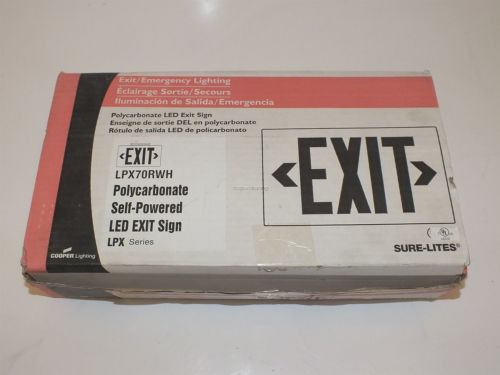 Exit/Emergency Lighting
Éclairage Sortie/Secours
Iluminación de Salida/Emergencia
Polycarbonate LED Exit Sign
Enseigne de sortie DEL en polycarbonate
Rótulo de salida LED de policarbonato
EXIT
LPX70RWH
Polycarbonate
Self-Powered
LED EXIT Sign
LPX Series
COOPER Lighting
EXIT
UL
SURE-LITES®